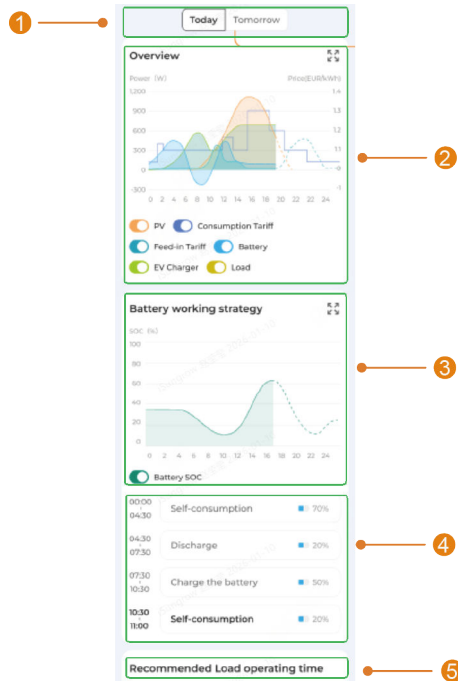 1
Today Tomorrow
Overview
Power (W) Price(EUR/kWh)
1,200 1.4
900 1.3
600 1.2
300 1.1
0 -0
-300 -1
0 2 4 6 8 10 12 14 16 18 20 22 24
2
PV Consumption Tariff
Feed-in Tariff Battery
EV Charger Load
Battery working strategy
SOC (%)
100
80
60
40
20
0
0 2 4 6 8 10 12 14 16 18 20 22 24
3
Battery SOC
00:00
04:30
Self-consumption 70%
04:30
07:30
Discharge 20%
4
07:30
10:30
Charge the battery 50%
10:30
11:00
Self-consumption 20%
Recommended Load operating time
5